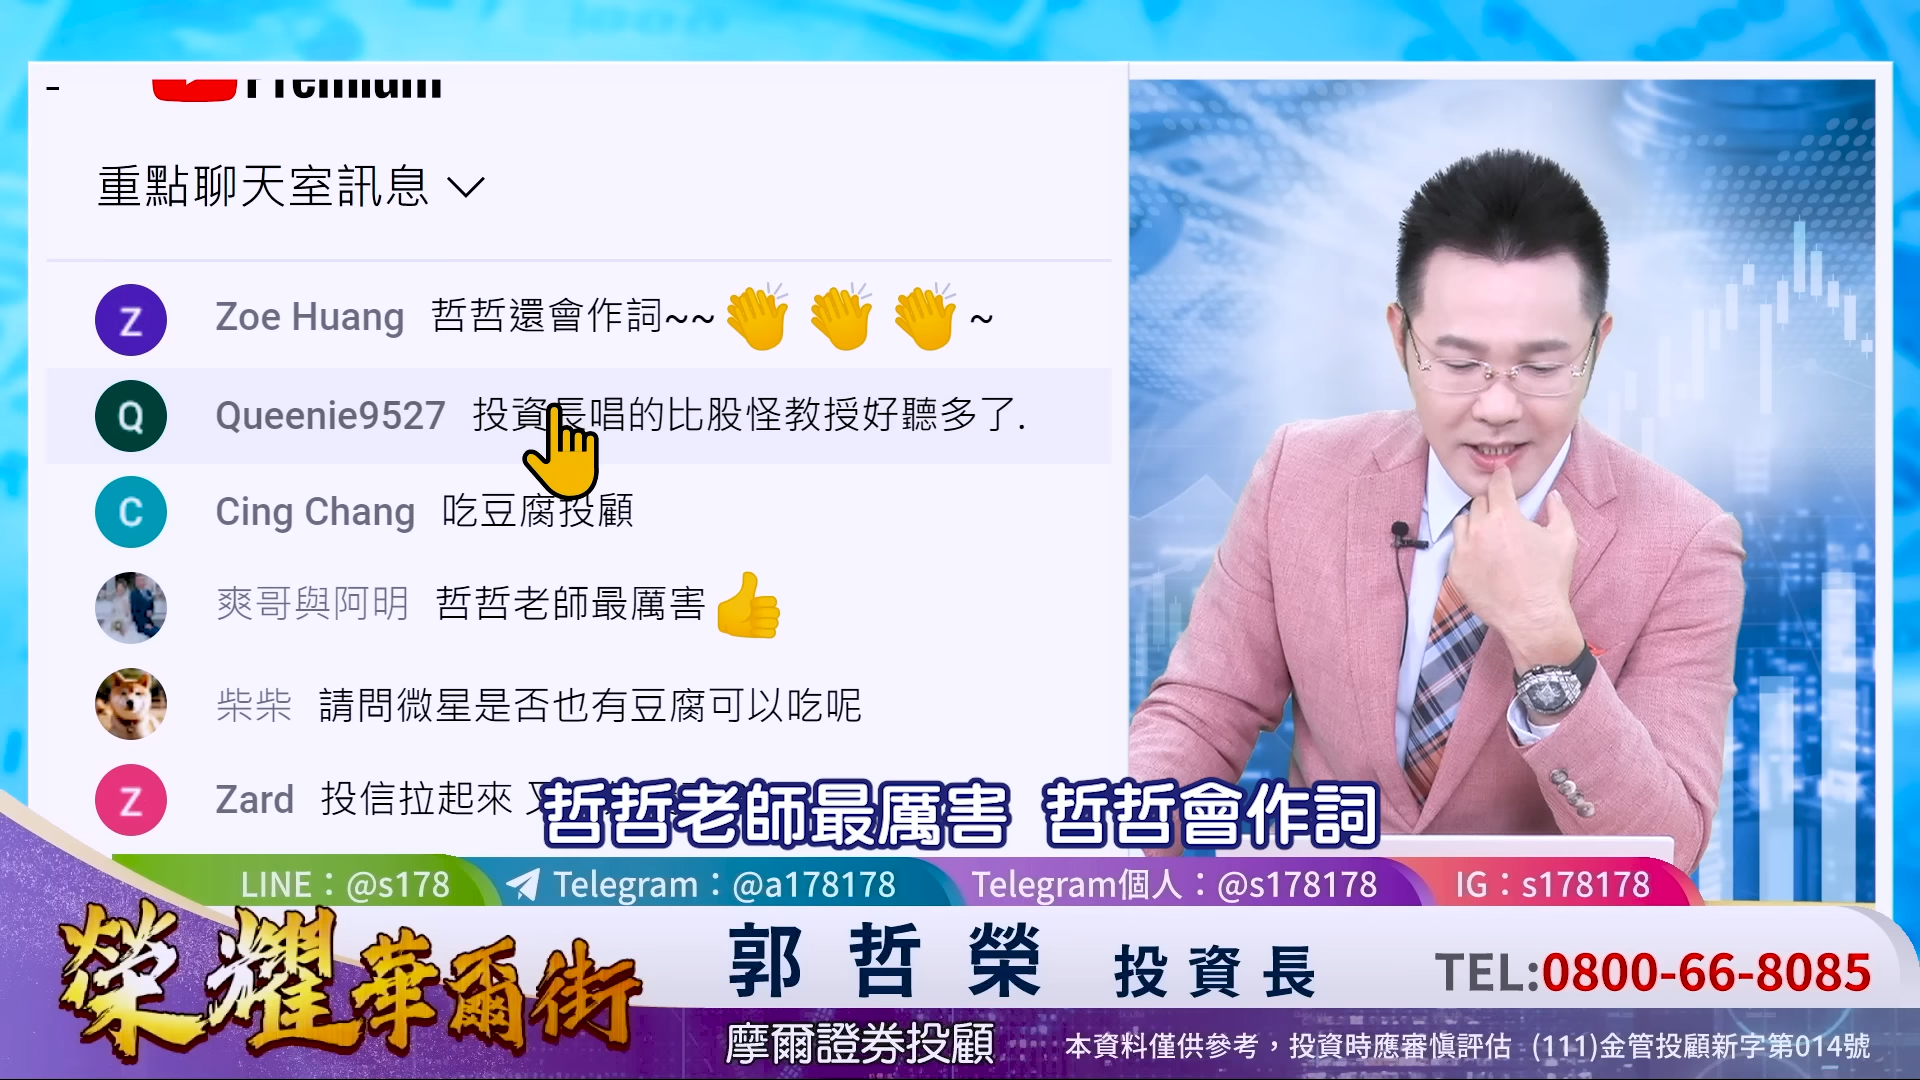 Premium
重點聊天室訊息
Z Zoe Huang 哲哲還會作詞~~👏👏👏~
Q Queenie9527 投資長唱的比股怪教授好聽多了.
C Cing Chang 吃豆腐投顧
爽哥與阿明 哲哲老師最厲害👍
柴柴 請問微星是否也有豆腐可以吃呢
Z Zard 投信拉起來
哲哲老師最厲害 哲哲會作詞
LINE：@s178 Telegram：@a178178 Telegram個人：@s178178 IG：s178178
榮耀華爾街
郭哲榮 投資長 TEL:0800-66-8085
摩爾證券投顧 本資料僅供參考，投資時應審慎評估 (111)金管投顧新字第014號